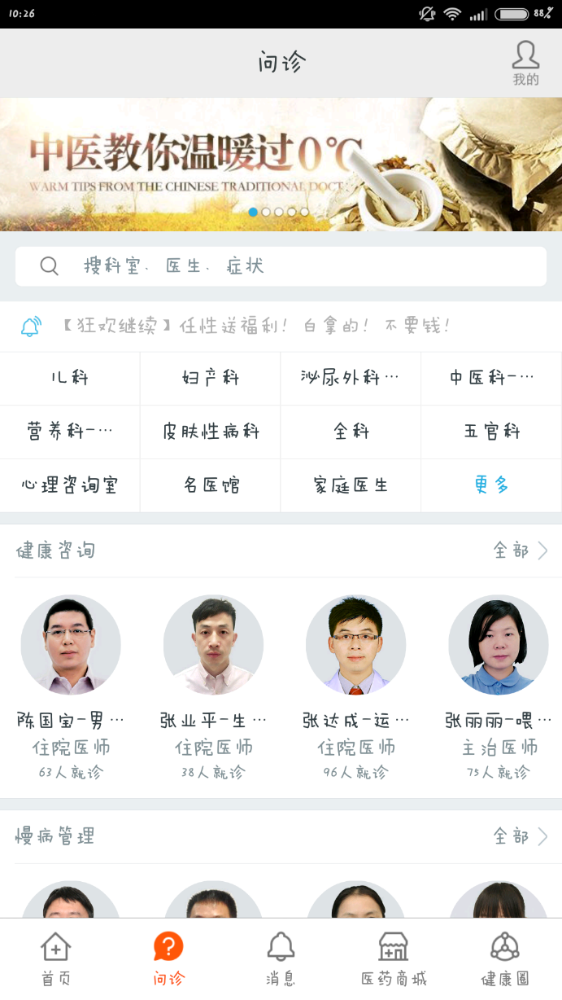 10:26
88%
问诊
我的
中医教你温暖过0℃
WARM TIPS FROM THE CHINESE TRADITIONAL DOCT
搜科室、医生、症状
【狂欢继续】任性送福利！白拿的！不要钱！
儿科 妇产科 泌尿外科… 中医科-…
营养科-… 皮肤性病科 全科 五官科
心理咨询室 名医馆 家庭医生 更多
健康咨询 全部
陈国宝-男… 张业平-生… 张达成-运… 张丽丽-喂…
住院医师 住院医师 住院医师 主治医师
63人就诊 38人就诊 96人就诊 75人就诊
慢病管理 全部
首页 问诊 消息 医药商城 健康圈